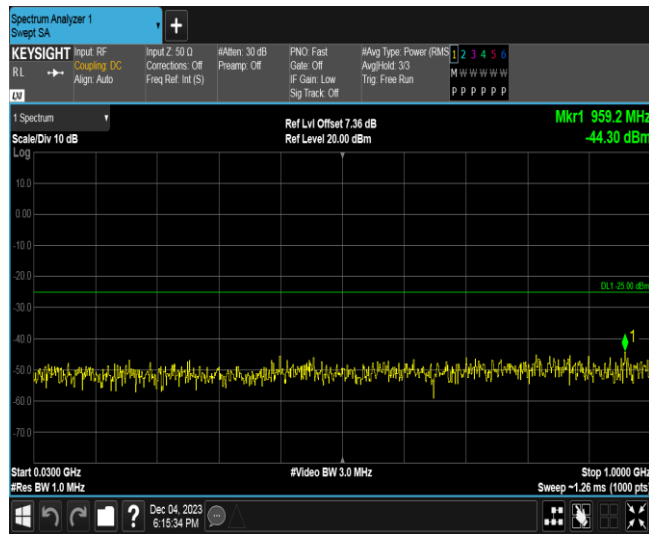 Spectrum Analyzer 1
Swept SA
+
KEYSIGHT
RL
LXI
Input: RF
Coupling: DC
Align: Auto
Input Z: 50 Ω
Corrections: Off
Freq Ref: Int (S)
#Atten: 30 dB
Preamp: Off
PNO: Fast
Gate: Off
IF Gain: Low
Sig Track: Off
#Avg Type: Power (RMS
Avg|Hold: 3/3
Trig: Free Run
1 2 3 4 5 6
M W W W W W
P P P P P P
1 Spectrum
Scale/Div 10 dB
Log
Ref Lvl Offset 7.36 dB
Ref Level 20.00 dBm
Mkr1 959.2 MHz
-44.30 dBm
10.0
0.00
-10.0
-20.0
DL1 -25.00 dBm
-30.0
-40.0
1
-50.0
-60.0
-70.0
Start 0.0300 GHz
#Video BW 3.0 MHz
Stop 1.0000 GHz
#Res BW 1.0 MHz
Sweep ~1.26 ms (1000 pts
?
Dec 04, 2023
6:15:34 PM